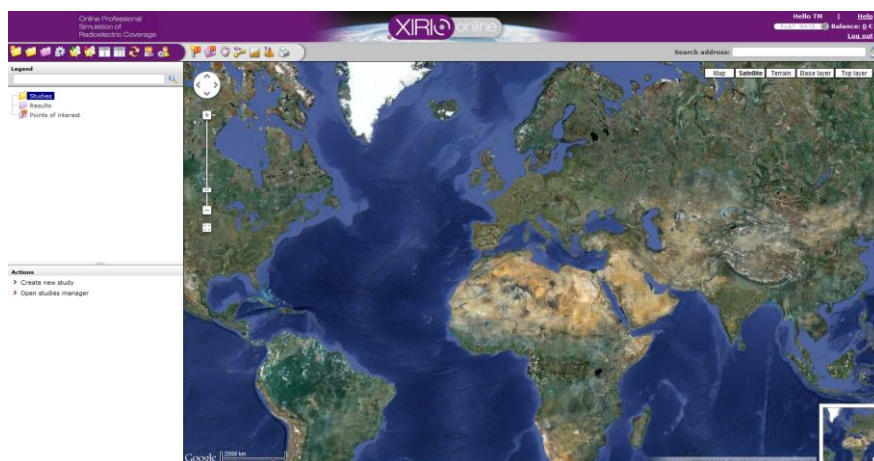 Online Professional
Simulation of
Radioelectric Coverage
XIRIO online
Hello TM | Help
FLAT RATE Balance: 0 €
Log out
Search address:
Legend
Studies
Results
Points of interest
Map Satellite Terrain Base layer Top layer
Actions
> Create new study
> Open studies manager
Google 2000 km